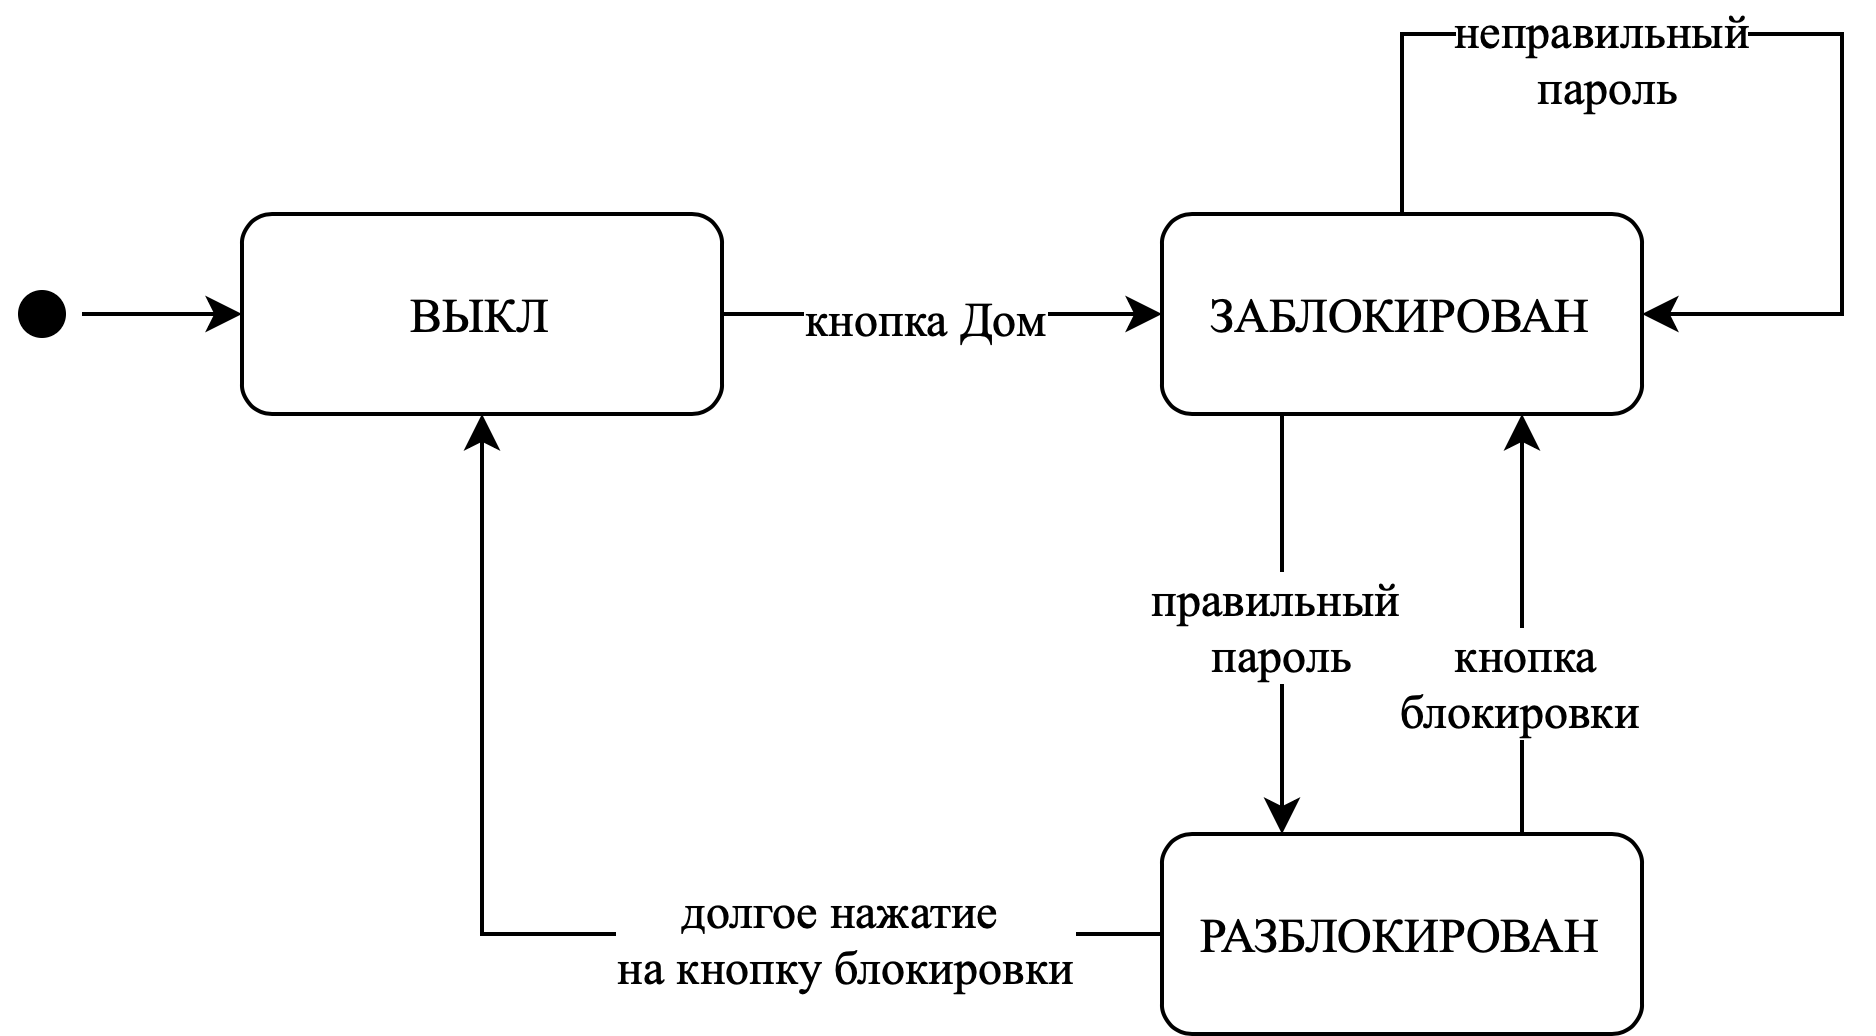 неправильный
пароль
ВЫКЛ
кнопка Дом
ЗАБЛОКИРОВАН
правильный
пароль
кнопка
блокировки
долгое нажатие
на кнопку блокировки
РАЗБЛОКИРОВАН